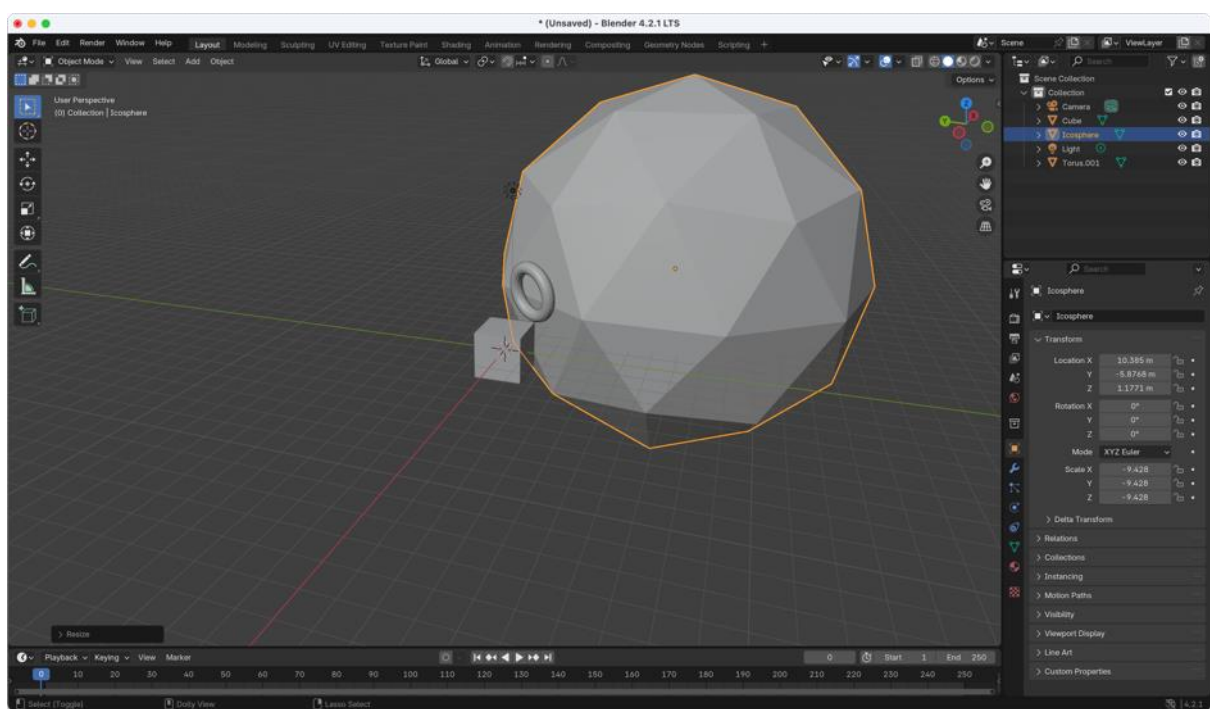 * (Unsaved) - Blender 4.2.1 LTS
File Edit Render Window Help Layout Modeling Sculpting UV Editing Texture Paint Shading Animation Rendering Compositing Geometry Nodes Scripting + Scene ViewLayer
Object Mode View Select Add Object Global Search
Options
User Perspective
(0) Collection | Icosphere
Z
Y
X
Scene Collection
Collection
Camera
Cube
Icosphere
Light
Torus.001
Search
Icosphere
Icosphere
Transform
Location X 10.385 m
Y -5.8768 m
Z 1.1771 m
Rotation X 0°
Y 0°
Z 0°
Mode XYZ Euler
Scale X -9.428
Y -9.428
Z -9.428
Delta Transform
Relations
Collections
Instancing
Motion Paths
Visibility
Viewport Display
Line Art
Custom Properties
Resize
Playback Keying View Marker 0 Start 1 End 250
0 10 20 30 40 50 60 70 80 90 100 110 120 130 140 150 160 170 180 190 200 210 220 230 240 250
Select (Toggle) Dolly View Lasso Select 4.2.1